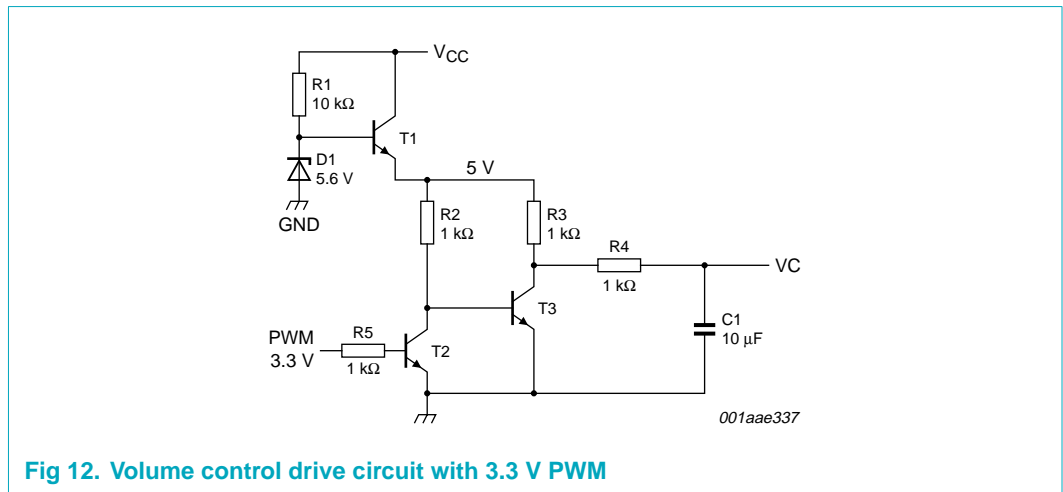 V_CC
R1
10 kΩ
T1
D1
5.6 V
GND
5 V
R2
1 kΩ
R3
1 kΩ
R4
1 kΩ
VC
T3
C1
10 μF
PWM
3.3 V
R5
1 kΩ
T2
001aae337
Fig 12. Volume control drive circuit with 3.3 V PWM